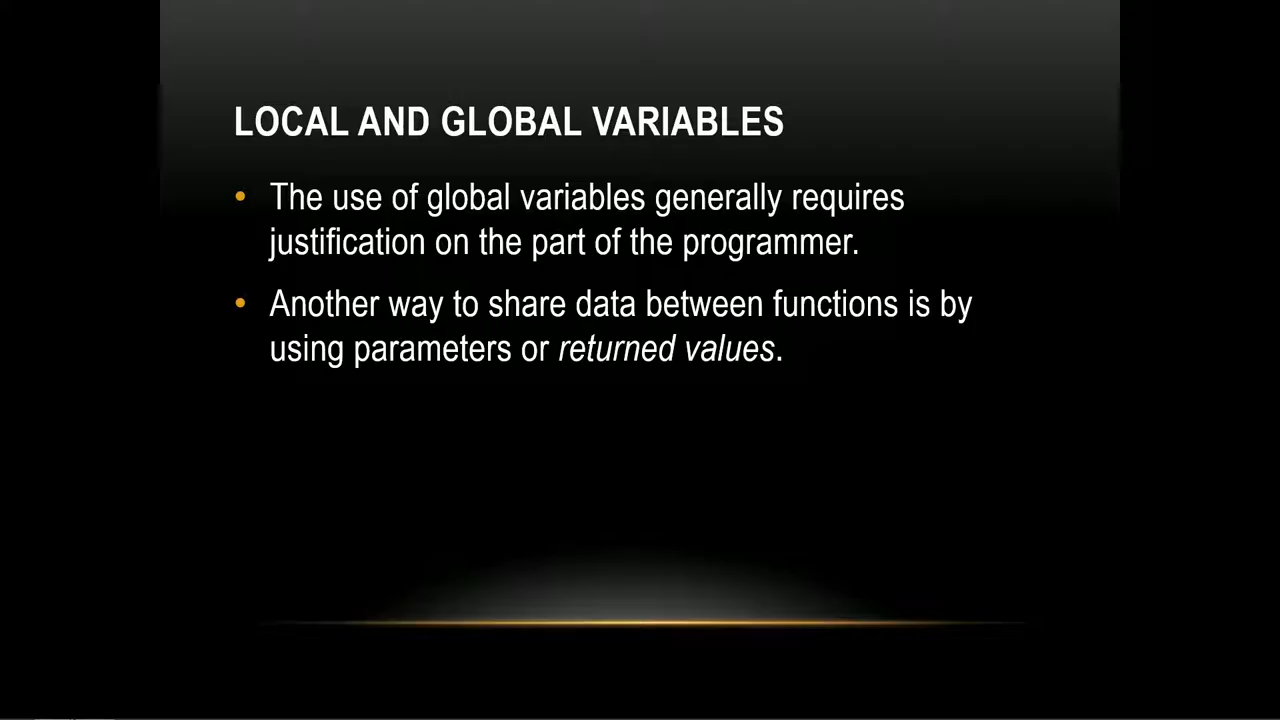 LOCAL AND GLOBAL VARIABLES
• The use of global variables generally requires
justification on the part of the programmer.
• Another way to share data between functions is by
using parameters or returned values.